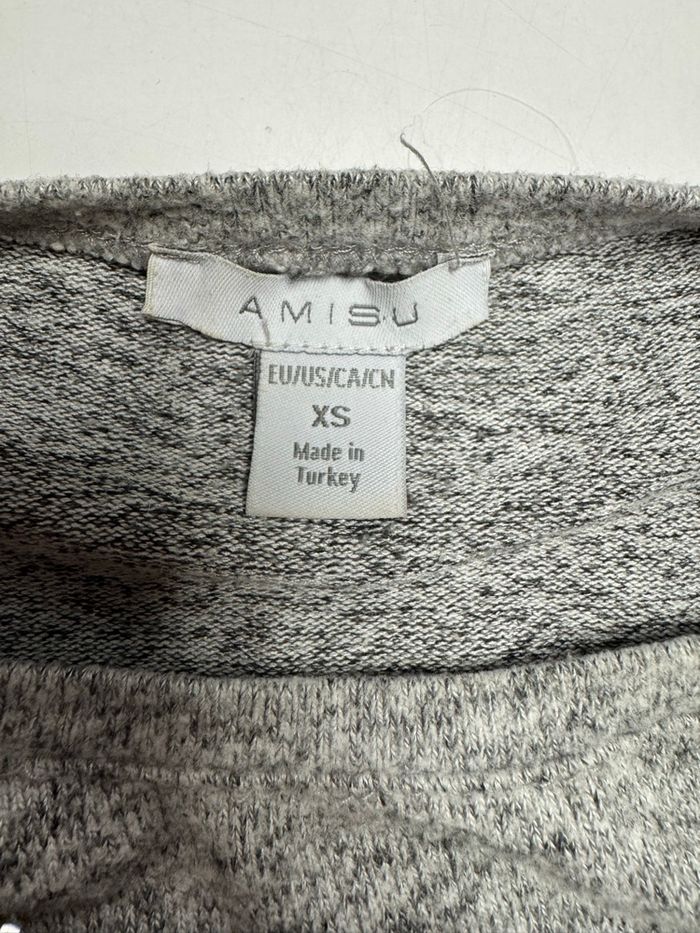 AMISU
EU/US/CA/CN
XS
Made in
Turkey